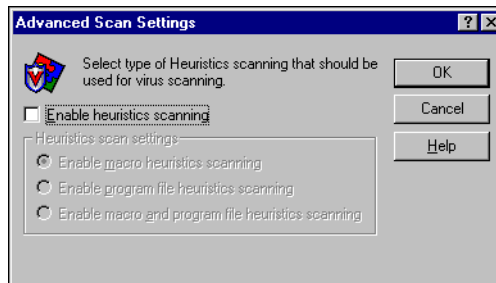 Advanced Scan Settings
Select type of Heuristics scanning that should be
used for virus scanning.
OK
Enable heuristics scanning
Cancel
Heuristics scan settings
Help
Enable macro heuristics scanning
Enable program file heuristics scanning
Enable macro and program file heuristics scanning